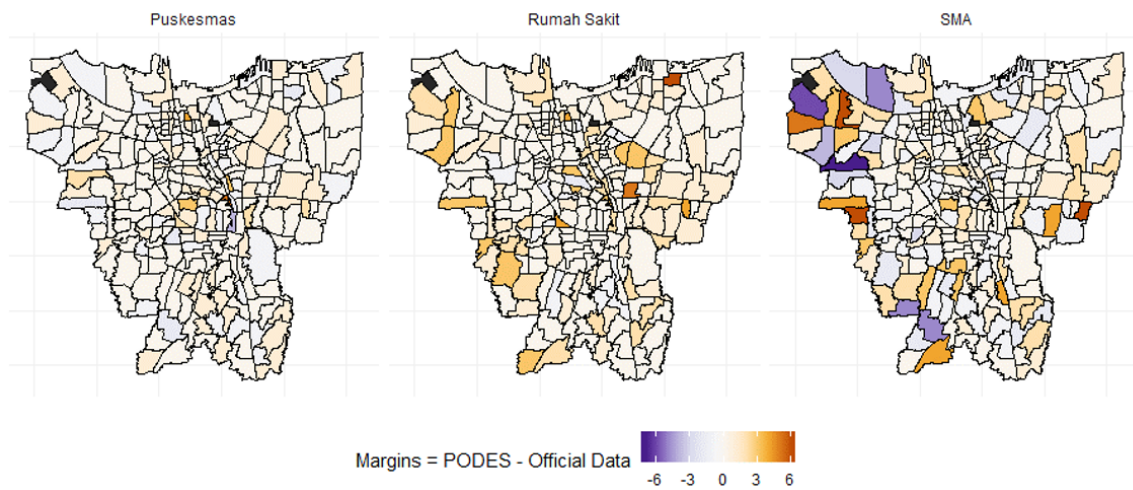 Puskesmas
Rumah Sakit
SMA
Margins = PODES - Official Data
-6 -3 0 3 6